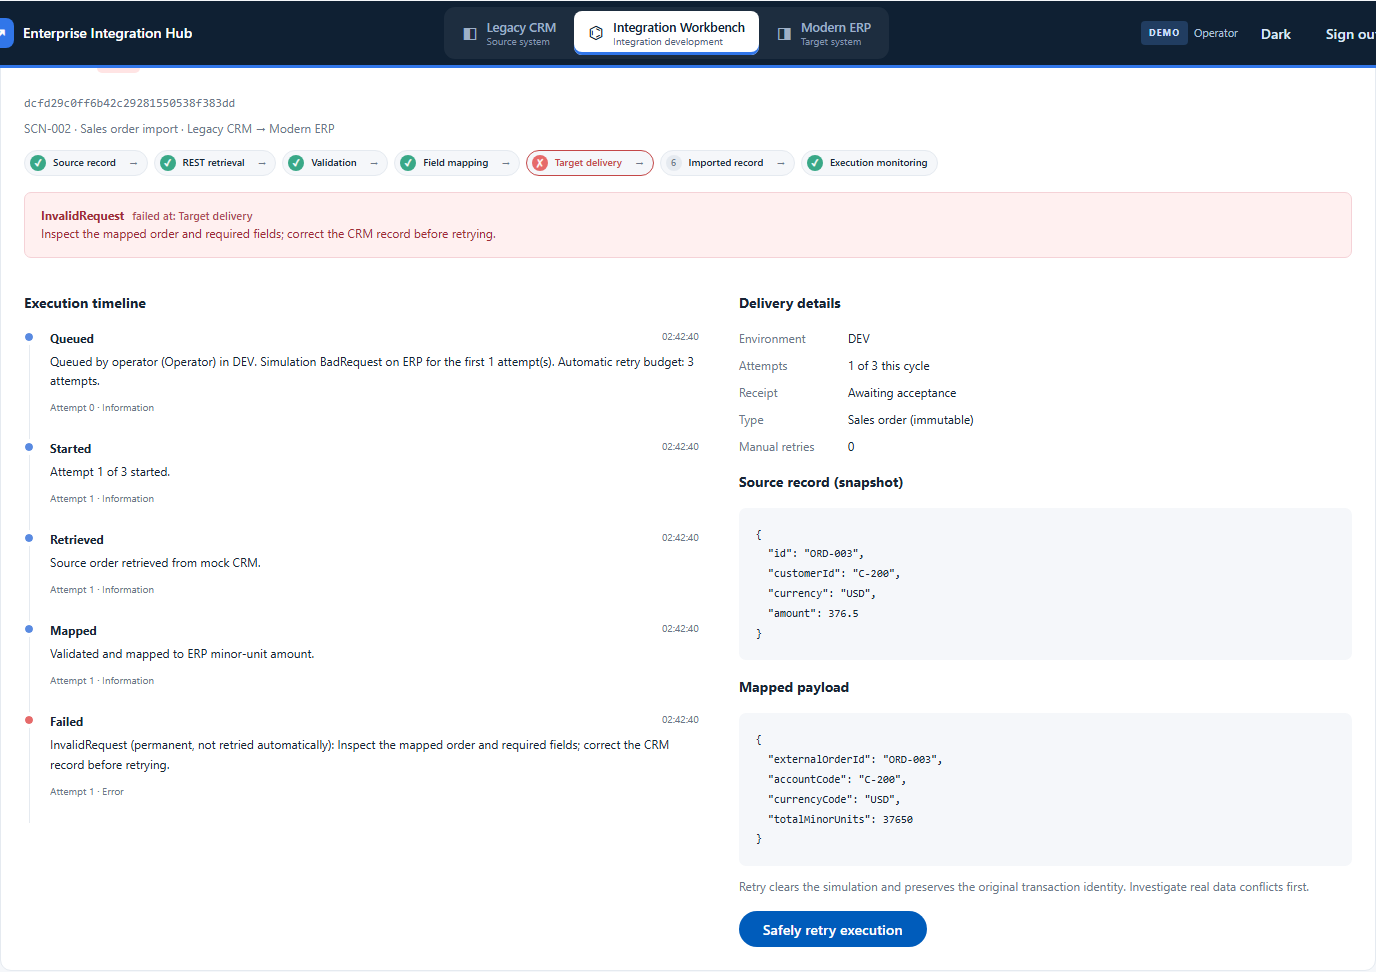 Enterprise Integration Hub
Legacy CRM
Source system
Integration Workbench
Integration development
Modern ERP
Target system
DEMO
Operator
Dark
Sign ou
dcfd29c0ff6b42c29281550538f383dd
SCN-002 · Sales order import · Legacy CRM → Modern ERP
Source record →
REST retrieval →
Validation →
Field mapping →
Target delivery →
6 Imported record →
Execution monitoring
InvalidRequest failed at: Target delivery
Inspect the mapped order and required fields; correct the CRM record before retrying.
Execution timeline
Queued 02:42:40
Queued by operator (Operator) in DEV. Simulation BadRequest on ERP for the first 1 attempt(s). Automatic retry budget: 3
attempts.
Attempt 0 · Information
Started 02:42:40
Attempt 1 of 3 started.
Attempt 1 · Information
Retrieved 02:42:40
Source order retrieved from mock CRM.
Attempt 1 · Information
Mapped 02:42:40
Validated and mapped to ERP minor-unit amount.
Attempt 1 · Information
Failed 02:42:40
InvalidRequest (permanent, not retried automatically): Inspect the mapped order and required fields; correct the CRM
record before retrying.
Attempt 1 · Error
Delivery details
Environment DEV
Attempts 1 of 3 this cycle
Receipt Awaiting acceptance
Type Sales order (immutable)
Manual retries 0
Source record (snapshot)
{
"id": "ORD-003",
"customerId": "C-200",
"currency": "USD",
"amount": 376.5
}
Mapped payload
{
"externalOrderId": "ORD-003",
"accountCode": "C-200",
"currencyCode": "USD",
"totalMinorUnits": 37650
}
Retry clears the simulation and preserves the original transaction identity. Investigate real data conflicts first.
Safely retry execution